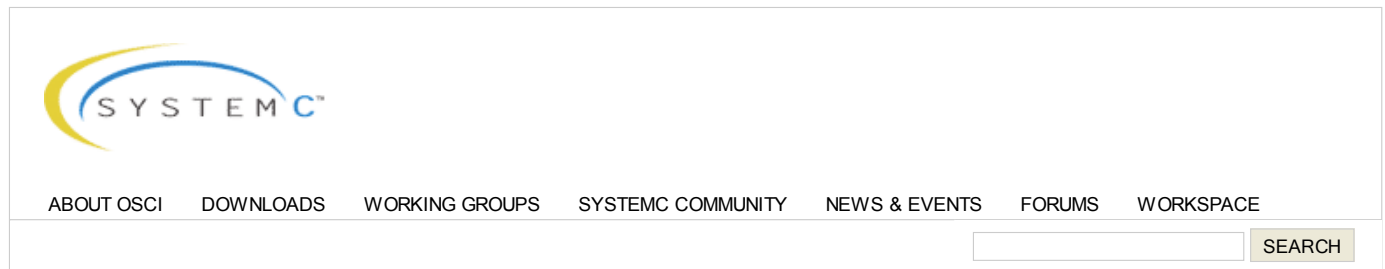 SYSTEMC™
ABOUT OSCI DOWNLOADS WORKING GROUPS SYSTEMC COMMUNITY NEWS & EVENTS FORUMS WORKSPACE
SEARCH